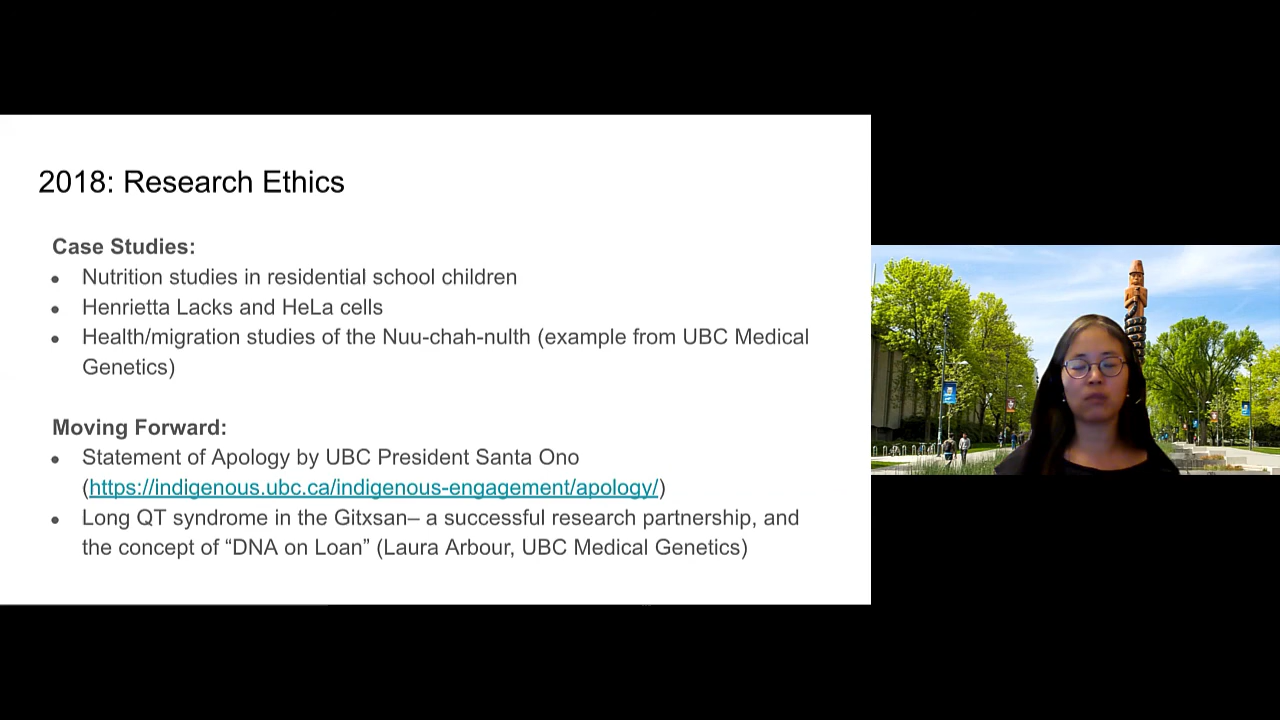 2018: Research Ethics
Case Studies:
● Nutrition studies in residential school children
● Henrietta Lacks and HeLa cells
● Health/migration studies of the Nuu-chah-nulth (example from UBC Medical
Genetics)
Moving Forward:
● Statement of Apology by UBC President Santa Ono
(https://indigenous.ubc.ca/indigenous-engagement/apology/)
● Long QT syndrome in the Gitxsan– a successful research partnership, and
the concept of “DNA on Loan” (Laura Arbour, UBC Medical Genetics)